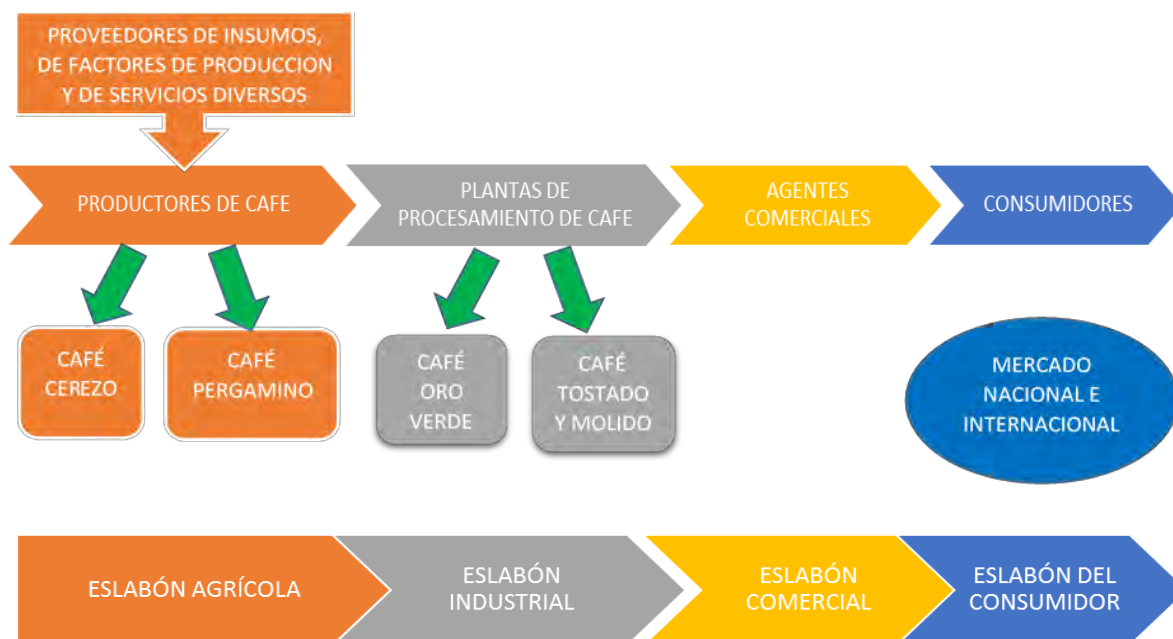 PROVEEDORES DE INSUMOS,
DE FACTORES DE PRODUCCION
Y DE SERVICIOS DIVERSOS
PRODUCTORES DE CAFE
PLANTAS DE
PROCESAMIENTO DE CAFE
AGENTES
COMERCIALES
CONSUMIDORES
CAFÉ
CEREZO
CAFÉ
PERGAMINO
CAFÉ
ORO
VERDE
CAFÉ
TOSTADO
Y MOLIDO
MERCADO
NACIONAL E
INTERNACIONAL
ESLABÓN AGRÍCOLA
ESLABÓN
INDUSTRIAL
ESLABÓN
COMERCIAL
ESLABÓN DEL
CONSUMIDOR